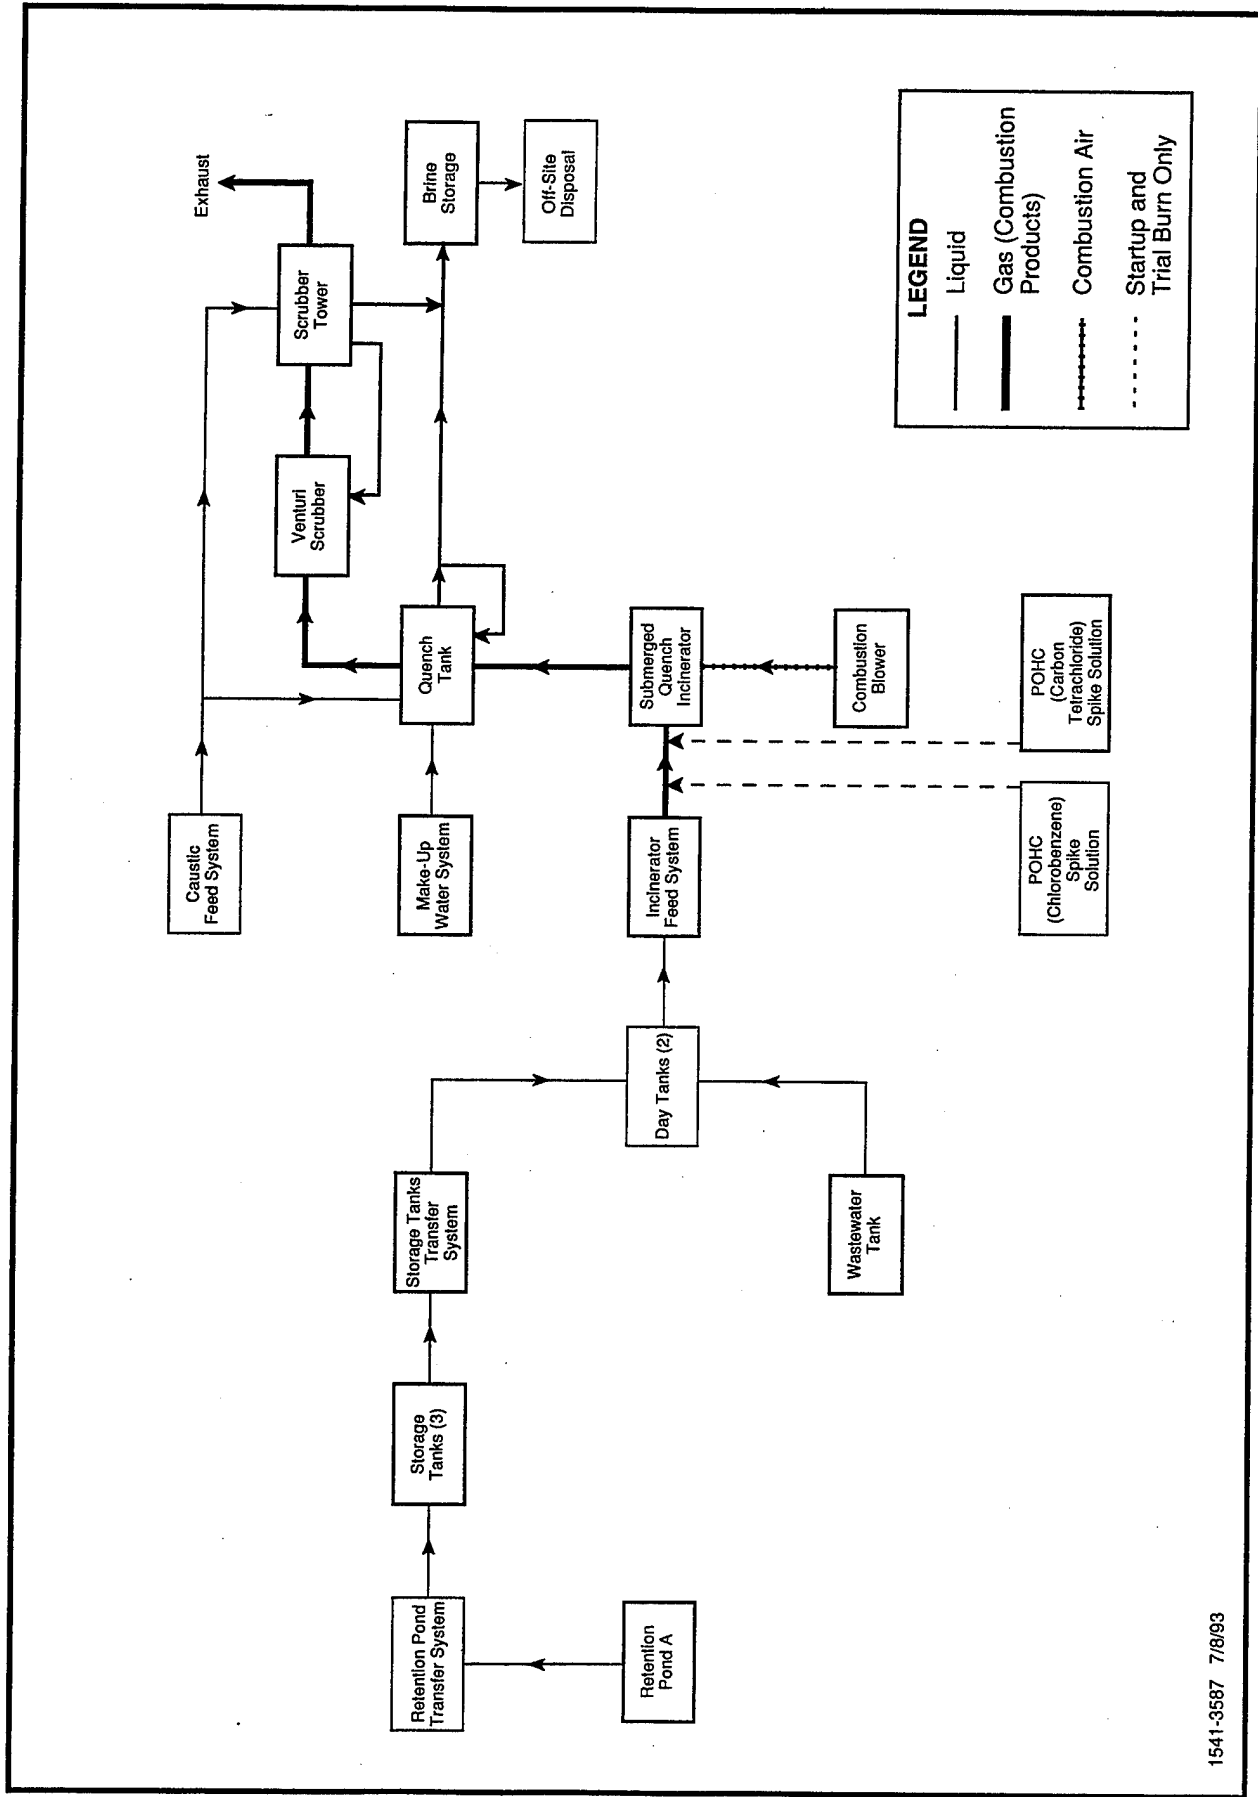 Exhaust
Caustic
Feed System
Scrubber
Tower
Venturi
Scrubber
Brine
Storage
Off-Site
Disposal
Quench
Tank
Make-Up
Water System
Retention Pond
Transfer System
Storage
Tanks (3)
Storage Tanks
Transfer
System
Retention
Pond A
Day Tanks (2)
Incinerator
Feed System
Submerged
Quench
Incinerator
Wastewater
Tank
Combustion
Blower
POHC
(Chlorobenzene)
Spike
Solution
POHC
(Carbon
Tetrachloride)
Spike Solution
LEGEND
Liquid
Gas (Combustion
Products)
Combustion Air
Startup and
Trial Burn Only
1541-3587 7/8/93